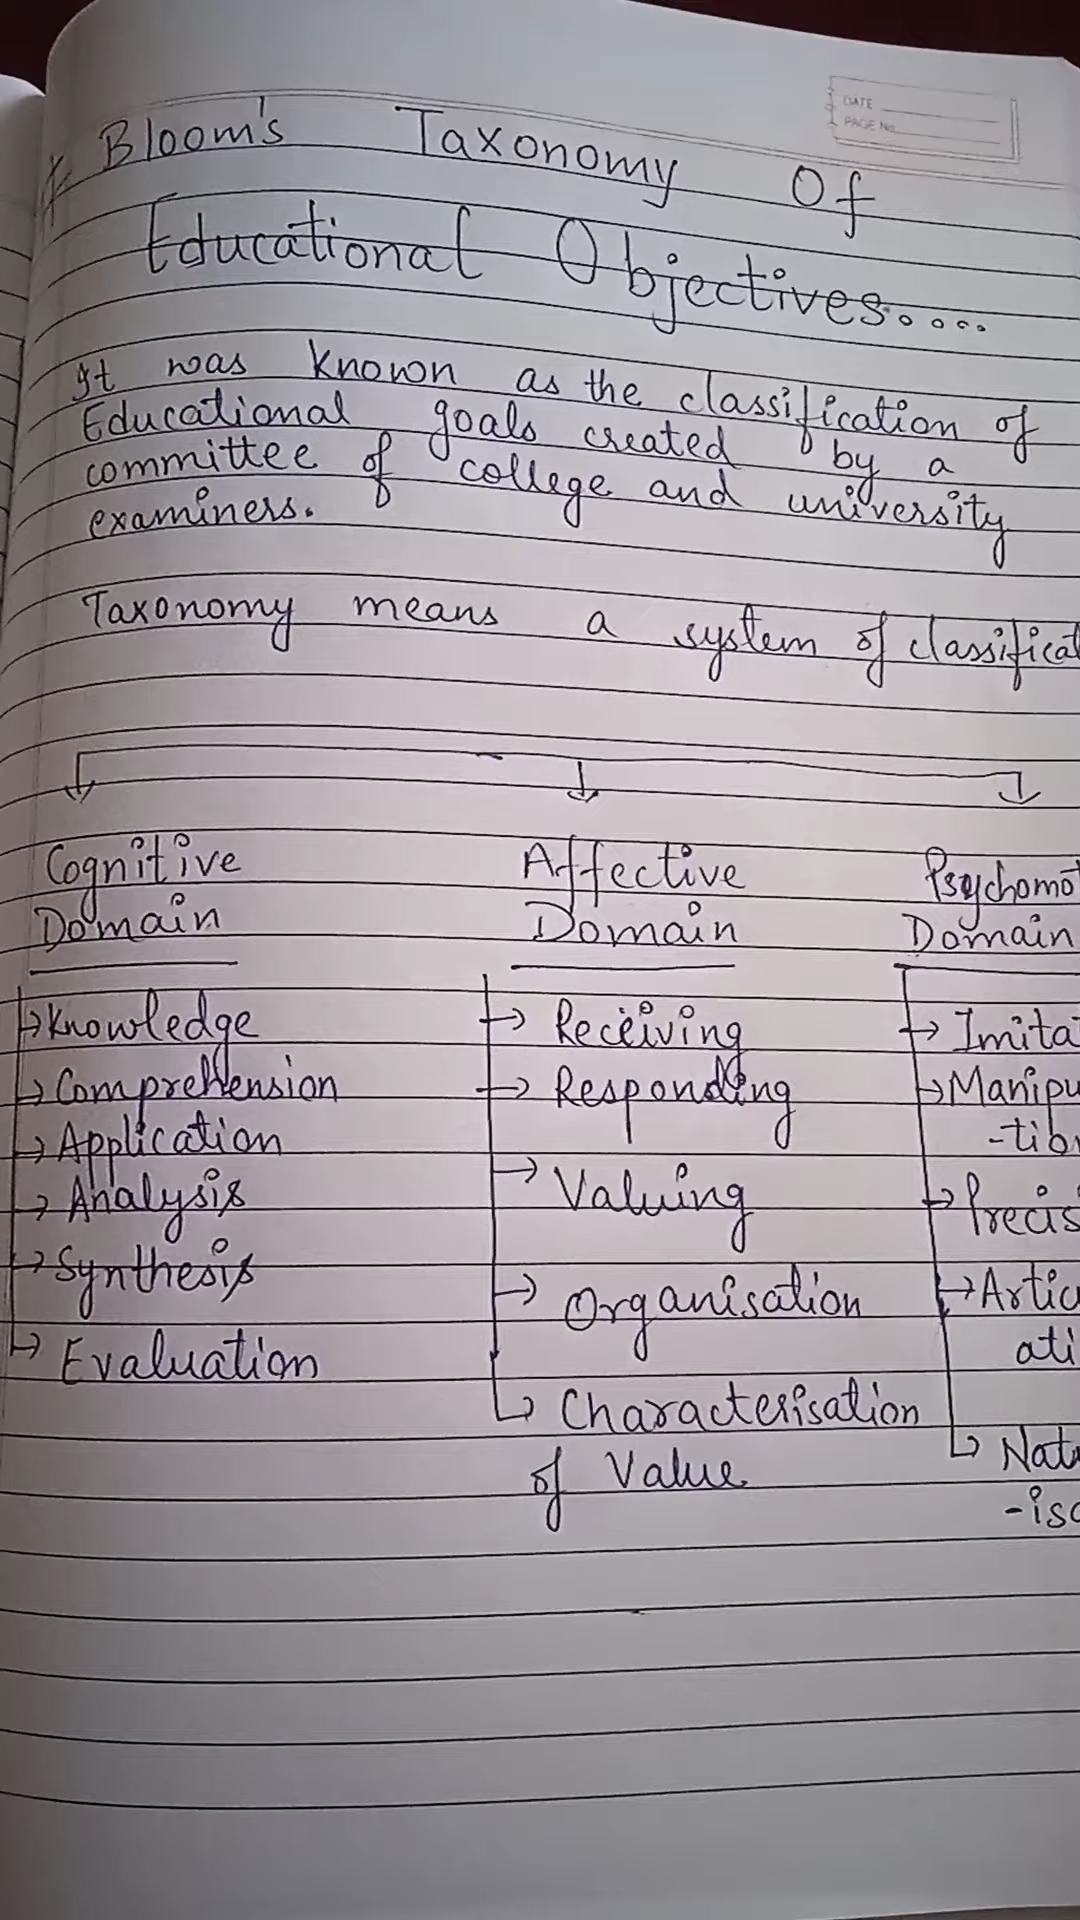 DATE
PAGE No.
* Bloom's Taxonomy Of
Educational Objectives....
It was known as the classification of
Educational goals created by a
committee of college and university
examiners.
Taxonomy means a system of classificat
Cognitive Domain
Affective Domain
Psychomot
Domain
→ Knowledge
→ Comprehension
→ Application
→ Analysis
→ Synthesis
→ Evaluation
→ Receiving
→ Responding
→ Valuing
→ Organisation
→ Characterisation
of Value
→ Imita
→ Manipu
-tio
→ Precis
→ Artic
ati
→ Nat
-isa